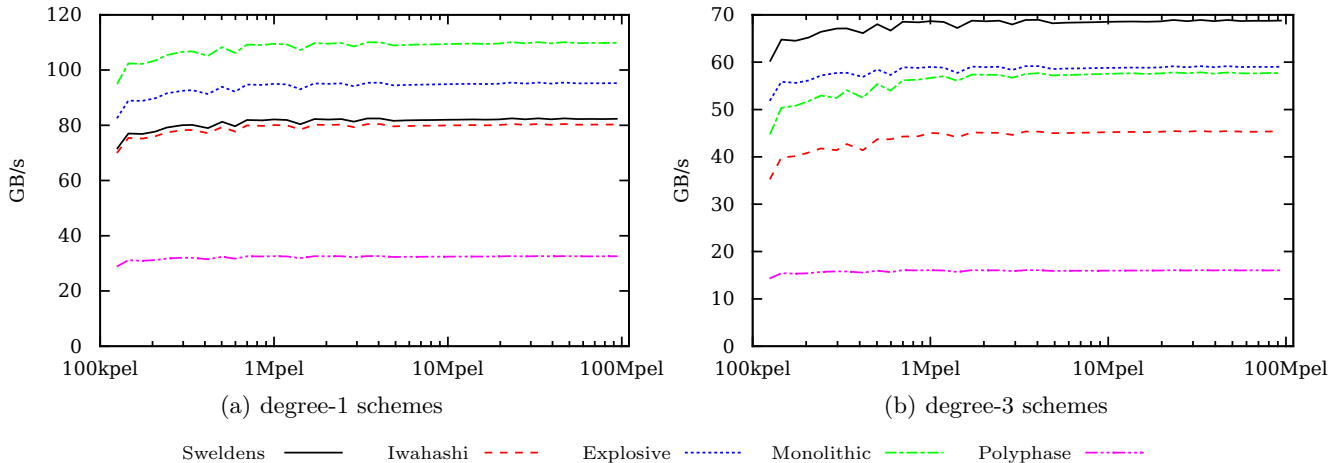 120
100
80
60
40
20
0
GB/s
100kpel 1Mpel 10Mpel 100Mpel
(a) degree-1 schemes
70
60
50
40
30
20
10
0
GB/s
100kpel 1Mpel 10Mpel 100Mpel
(b) degree-3 schemes
Sweldens Iwahashi Explosive Monolithic Polyphase